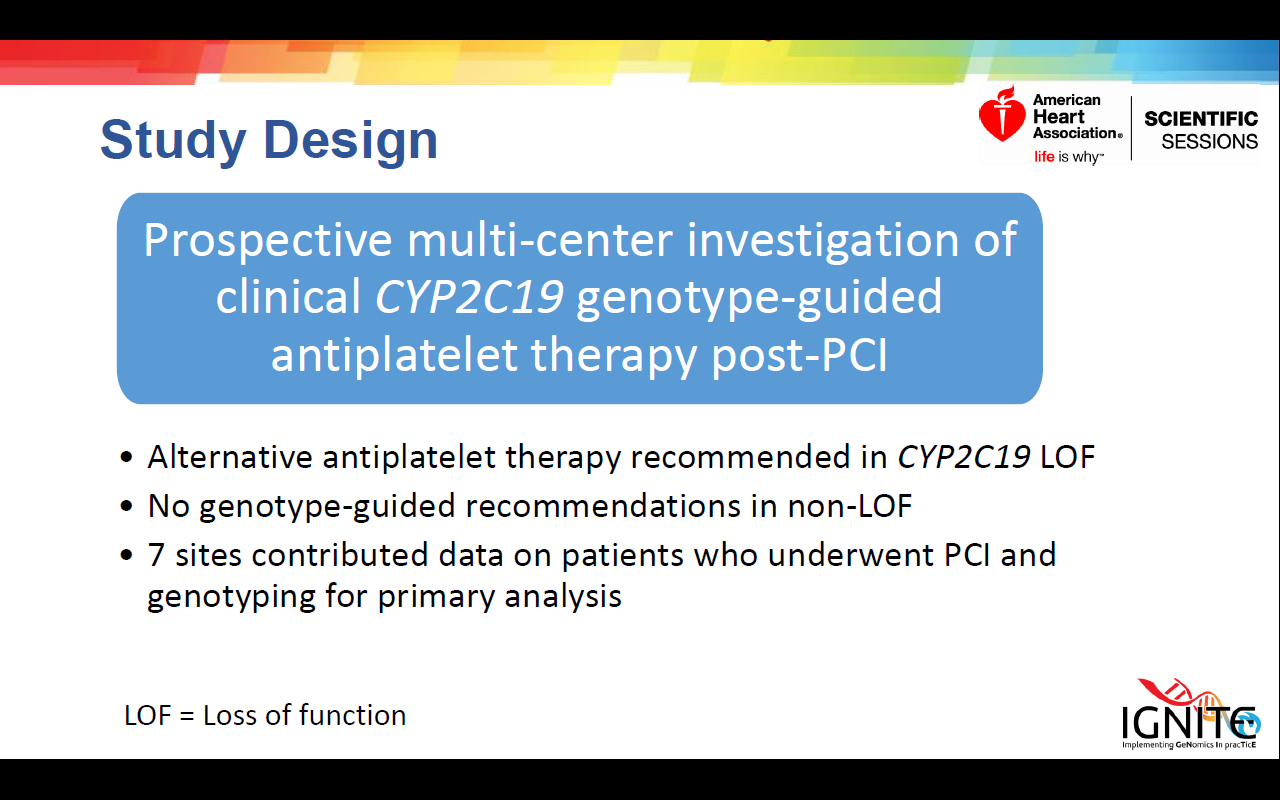 Study Design
American
Heart
Association®
life is why™
SCIENTIFIC
SESSIONS
Prospective multi-center investigation of
clinical CYP2C19 genotype-guided
antiplatelet therapy post-PCI
• Alternative antiplatelet therapy recommended in CYP2C19 LOF
• No genotype-guided recommendations in non-LOF
• 7 sites contributed data on patients who underwent PCI and
genotyping for primary analysis
LOF = Loss of function
IGNITE
Implementing GeNomics In pracTicE